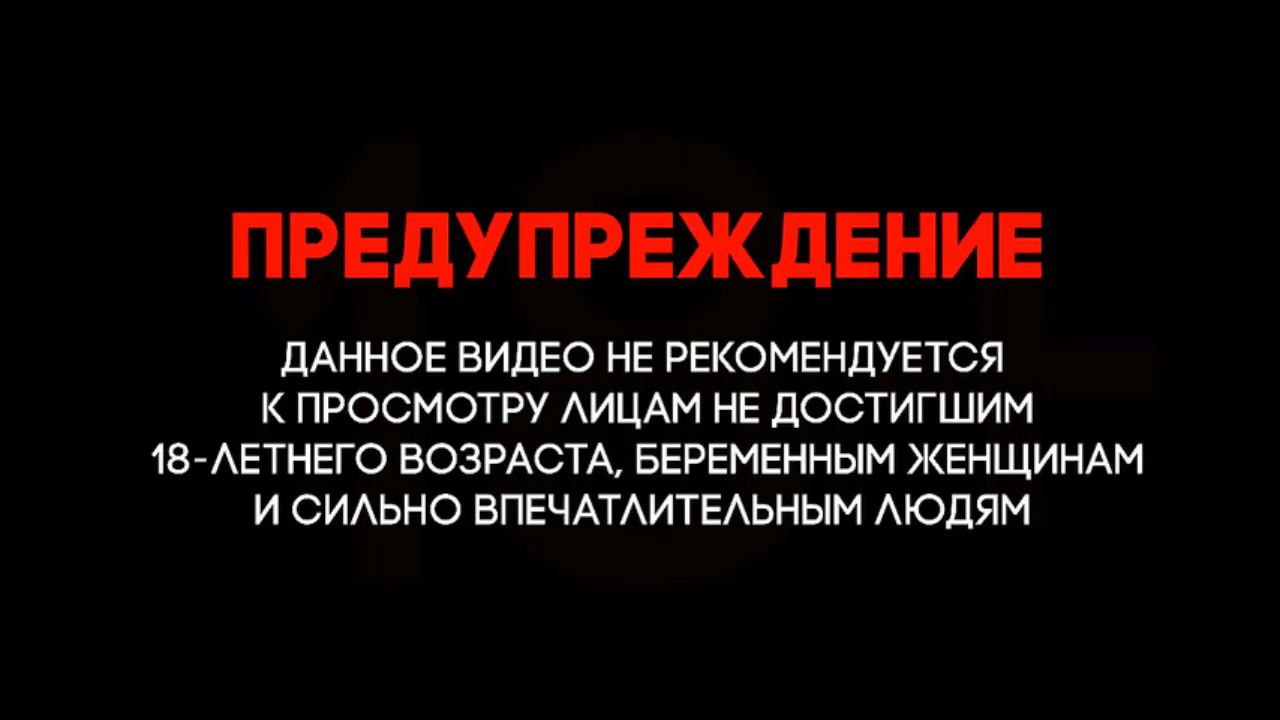 ПРЕДУПРЕЖДЕНИЕ
ДАННОЕ ВИДЕО НЕ РЕКОМЕНДУЕТСЯ
К ПРОСМОТРУ ЛИЦАМ НЕ ДОСТИГШИМ
18-ЛЕТНЕГО ВОЗРАСТА, БЕРЕМЕННЫМ ЖЕНЩИНАМ
И СИЛЬНО ВПЕЧАТЛИТЕЛЬНЫМ ЛЮДЯМ